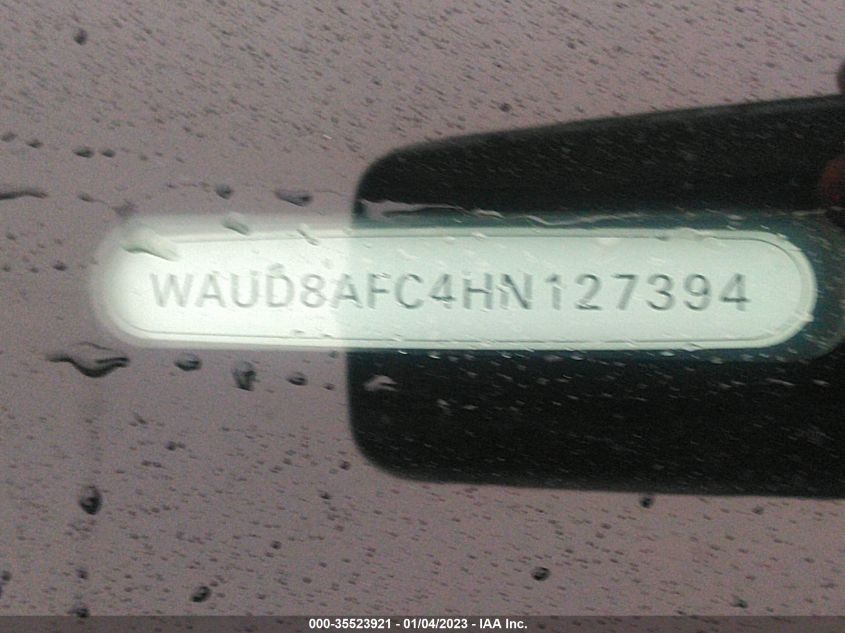 WAUD8AFC4HN127394
000-35523921 - 01/04/2023 - IAA Inc.